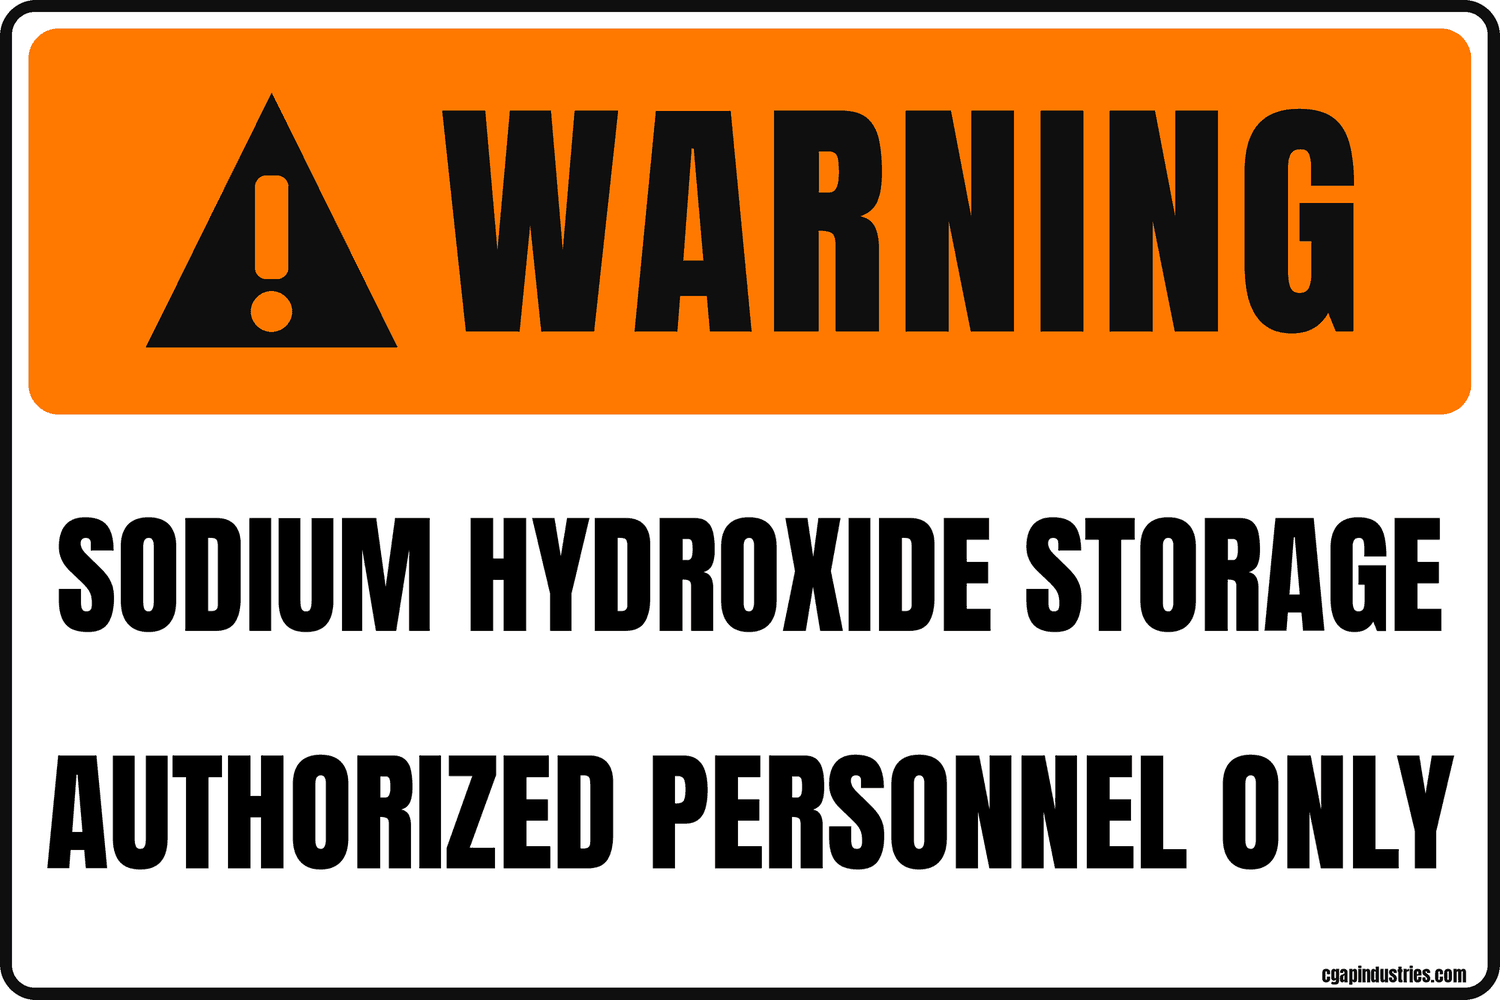 WARNING
SODIUM HYDROXIDE STORAGE
AUTHORIZED PERSONNEL ONLY
cgapindustries.com